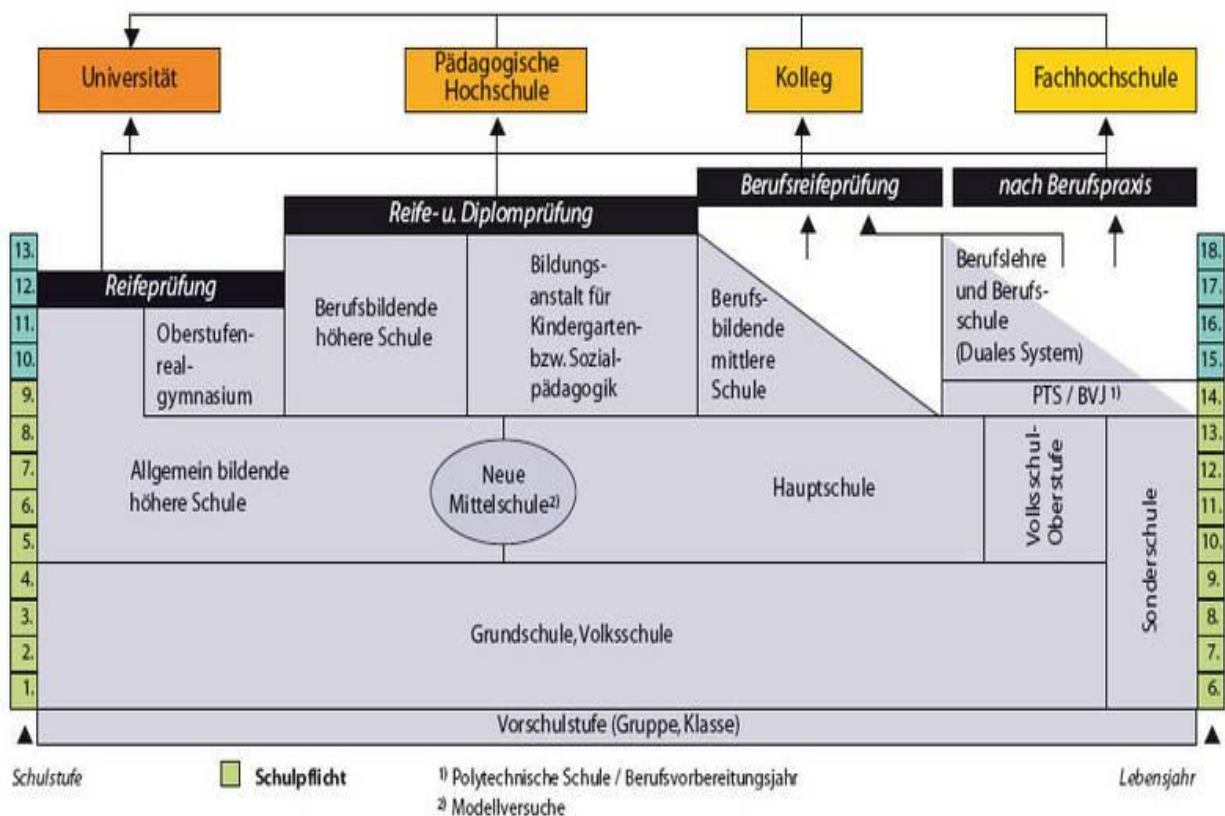 Universität
Pädagogische
Hochschule
Kolleg
Fachhochschule
Berufsreifeprüfung
nach Berufspraxis
Reife- u. Diplomprüfung
Reifeprüfung
13.
12.
11.
10.
9.
8.
7.
6.
5.
4.
3.
2.
1.
Oberstufen-
real-
gymnasium
Berufsbildende
höhere Schule
Bildungs-
anstalt für
Kindergarten-
bzw. Sozial-
pädagogik
Berufs-
bildende
mittlere
Schule
Berufslehre
und Berufs-
schule
(Duales System)
PTS / BVJ 1)
18.
17.
16.
15.
14.
13.
12.
11.
10.
9.
8.
7.
6.
Allgemein bildende
höhere Schule
Neue
Mittelschule2)
Hauptschule
Volksschul-
Oberstufe
Sonderschule
Grundschule, Volksschule
Vorschulstufe (Gruppe, Klasse)
Schulstufe
Schulpflicht
1) Polytechnische Schule / Berufsvorbereitungsjahr
2) Modellversuche
Lebensjahr